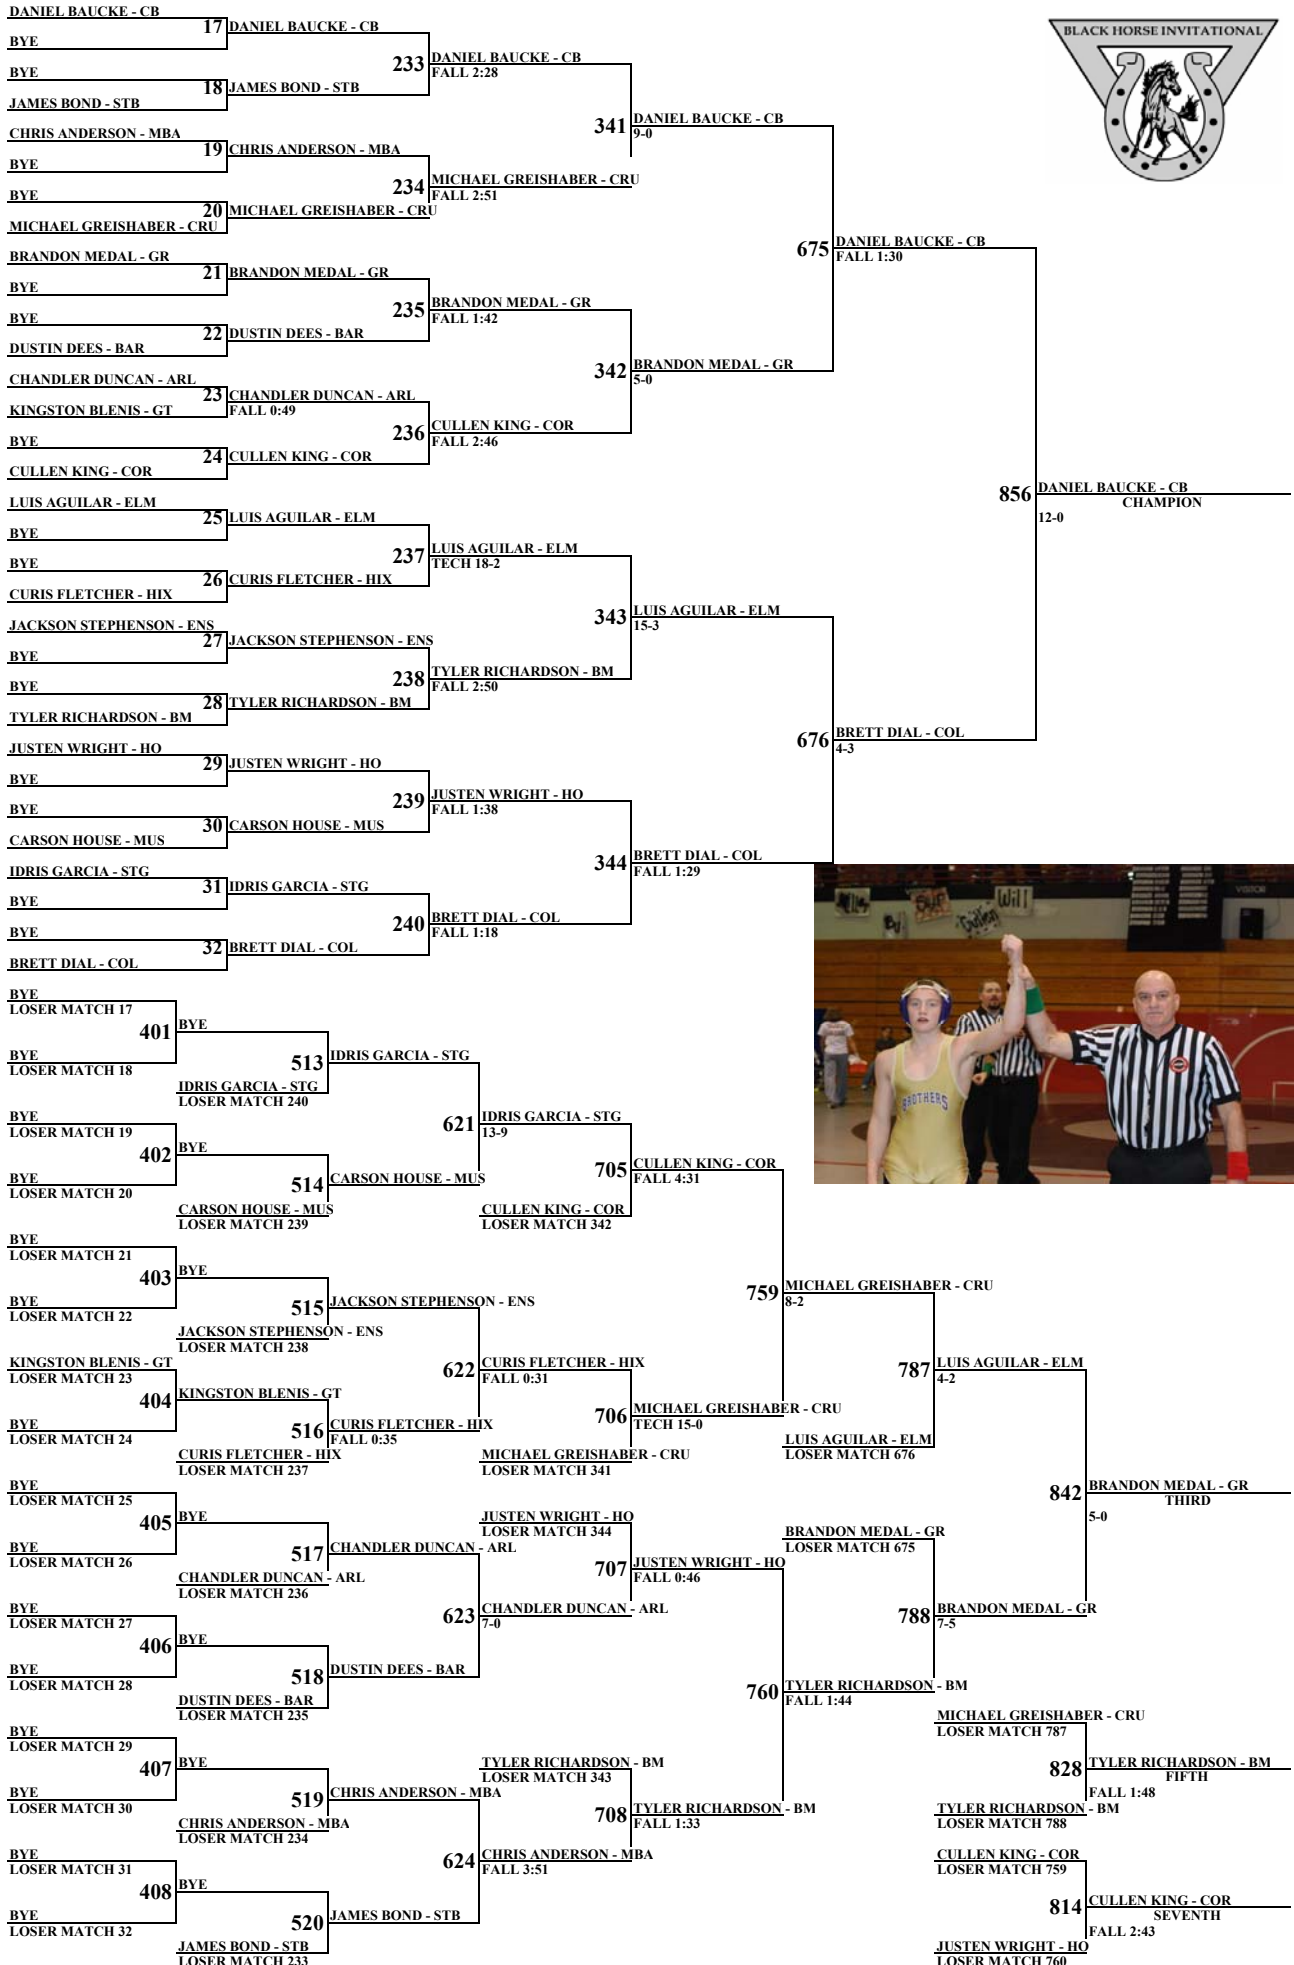 BLACK HORSE INVITATIONAL
DANIEL BAUCKE - CB
BYE
BYE
JAMES BOND - STB
CHRIS ANDERSON - MBA
BYE
BYE
MICHAEL GREISHABER - CRU
BRANDON MEDAL - GR
BYE
BYE
DUSTIN DEES - BAR
CHANDLER DUNCAN - ARL
KINGSTON BLENIS - GT
BYE
CULLEN KING - COR
LUIS AGUILAR - ELM
BYE
BYE
CURIS FLETCHER - HIX
JACKSON STEPHENSON - ENS
BYE
BYE
TYLER RICHARDSON - BM
JUSTEN WRIGHT - HO
BYE
BYE
CARSON HOUSE - MUS
IDRIS GARCIA - STG
BYE
BYE
BRETT DIAL - COL
17 DANIEL BAUCKE - CB
18 JAMES BOND - STB
19 CHRIS ANDERSON - MBA
20 MICHAEL GREISHABER - CRU
21 BRANDON MEDAL - GR
22 DUSTIN DEES - BAR
23 CHANDLER DUNCAN - ARL
FALL 0:49
24 CULLEN KING - COR
25 LUIS AGUILAR - ELM
26 CURIS FLETCHER - HIX
27 JACKSON STEPHENSON - ENS
28 TYLER RICHARDSON - BM
29 JUSTEN WRIGHT - HO
30 CARSON HOUSE - MUS
31 IDRIS GARCIA - STG
32 BRETT DIAL - COL
233 DANIEL BAUCKE - CB
FALL 2:28
234 MICHAEL GREISHABER - CRU
FALL 2:51
235 BRANDON MEDAL - GR
FALL 1:42
236 CULLEN KING - COR
FALL 2:46
237 LUIS AGUILAR - ELM
TECH 18-2
238 TYLER RICHARDSON - BM
FALL 2:50
239 JUSTEN WRIGHT - HO
FALL 1:38
240 BRETT DIAL - COL
FALL 1:18
341 DANIEL BAUCKE - CB
9-0
342 BRANDON MEDAL - GR
5-0
343 LUIS AGUILAR - ELM
15-3
344 BRETT DIAL - COL
FALL 1:29
675 DANIEL BAUCKE - CB
FALL 1:30
676 BRETT DIAL - COL
4-3
856 DANIEL BAUCKE - CB
CHAMPION
12-0
VISITOR
Will
BROTHERS
BYE
LOSER MATCH 17
BYE
LOSER MATCH 18
BYE
LOSER MATCH 19
BYE
LOSER MATCH 20
BYE
LOSER MATCH 21
BYE
LOSER MATCH 22
KINGSTON BLENIS - GT
LOSER MATCH 23
BYE
LOSER MATCH 24
BYE
LOSER MATCH 25
BYE
LOSER MATCH 26
BYE
LOSER MATCH 27
BYE
LOSER MATCH 28
BYE
LOSER MATCH 29
BYE
LOSER MATCH 30
BYE
LOSER MATCH 31
BYE
LOSER MATCH 32
401 BYE
IDRIS GARCIA - STG
LOSER MATCH 240
402 BYE
CARSON HOUSE - MUS
LOSER MATCH 239
403 BYE
JACKSON STEPHENSON - ENS
LOSER MATCH 238
404 KINGSTON BLENIS - GT
CURIS FLETCHER - HIX
LOSER MATCH 237
405 BYE
CHANDLER DUNCAN - ARL
LOSER MATCH 236
406 BYE
DUSTIN DEES - BAR
LOSER MATCH 235
407 BYE
CHRIS ANDERSON - MBA
LOSER MATCH 234
408 BYE
JAMES BOND - STB
LOSER MATCH 233
513 IDRIS GARCIA - STG
514 CARSON HOUSE - MUS
515 JACKSON STEPHENSON - ENS
516 CURIS FLETCHER - HIX
FALL 0:35
517 CHANDLER DUNCAN - ARL
518 DUSTIN DEES - BAR
519 CHRIS ANDERSON - MBA
520 JAMES BOND - STB
621 IDRIS GARCIA - STG
13-9
CULLEN KING - COR
LOSER MATCH 342
622 CURIS FLETCHER - HIX
FALL 0:31
MICHAEL GREISHABER - CRU
LOSER MATCH 341
JUSTEN WRIGHT - HO
LOSER MATCH 344
623 CHANDLER DUNCAN - ARL
7-0
TYLER RICHARDSON - BM
LOSER MATCH 343
624 CHRIS ANDERSON - MBA
FALL 3:51
705 CULLEN KING - COR
FALL 4:31
706 MICHAEL GREISHABER - CRU
TECH 15-0
707 JUSTEN WRIGHT - HO
FALL 0:46
708 TYLER RICHARDSON - BM
FALL 1:33
759 MICHAEL GREISHABER - CRU
8-2
LUIS AGUILAR - ELM
LOSER MATCH 676
BRANDON MEDAL - GR
LOSER MATCH 675
760 TYLER RICHARDSON - BM
FALL 1:44
787 LUIS AGUILAR - ELM
4-2
788 BRANDON MEDAL - GR
7-5
842 BRANDON MEDAL - GR
THIRD
5-0
MICHAEL GREISHABER - CRU
LOSER MATCH 787
828 TYLER RICHARDSON - BM
FIFTH
FALL 1:48
TYLER RICHARDSON - BM
LOSER MATCH 788
CULLEN KING - COR
LOSER MATCH 759
814 CULLEN KING - COR
SEVENTH
FALL 2:43
JUSTEN WRIGHT - HO
LOSER MATCH 760